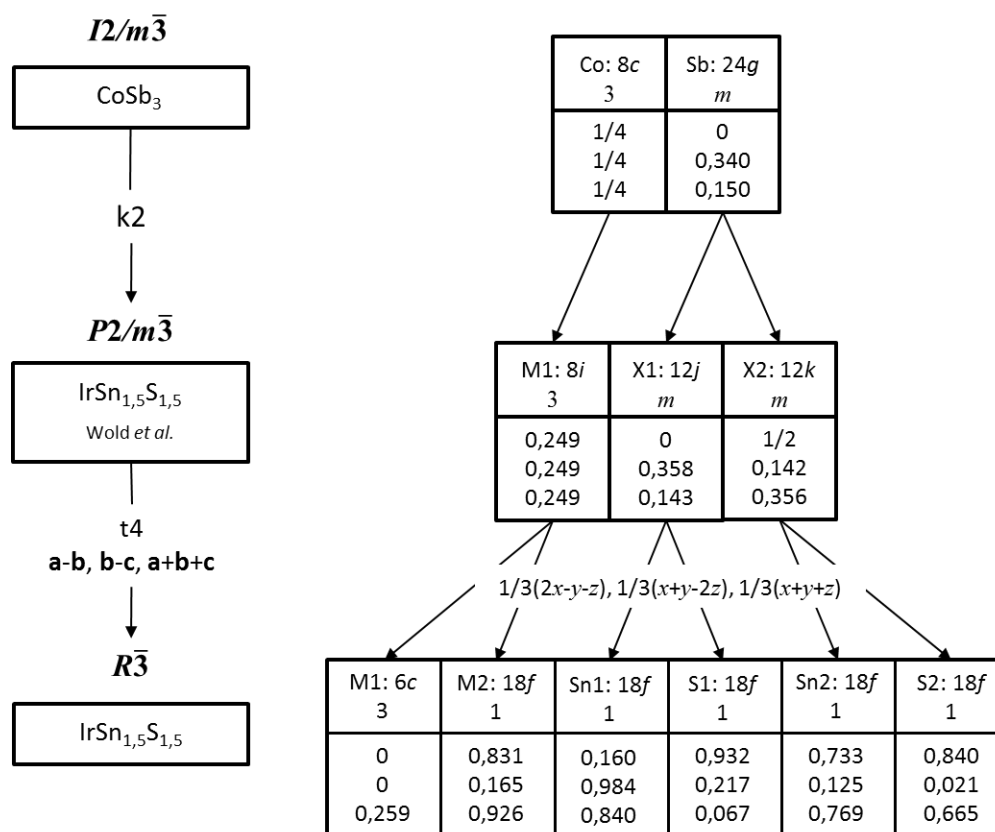 I2/m3̅
CoSb₃
k2
P2/m3̅
IrSn₁,₅S₁,₅
Wold et al.
t4
a-b, b-c, a+b+c
R3̅
IrSn₁,₅S₁,₅
Co: 8c Sb: 24g
3 m
1/4 0
1/4 0,340
1/4 0,150
M1: 8i X1: 12j X2: 12k
3 m m
0,249 0 1/2
0,249 0,358 0,142
0,249 0,143 0,356
1/3(2x-y-z), 1/3(x+y-2z), 1/3(x+y+z)
M1: 6c M2: 18f Sn1: 18f S1: 18f Sn2: 18f S2: 18f
3 1 1 1 1 1
0 0,831 0,160 0,932 0,733 0,840
0 0,165 0,984 0,217 0,125 0,021
0,259 0,926 0,840 0,067 0,769 0,665